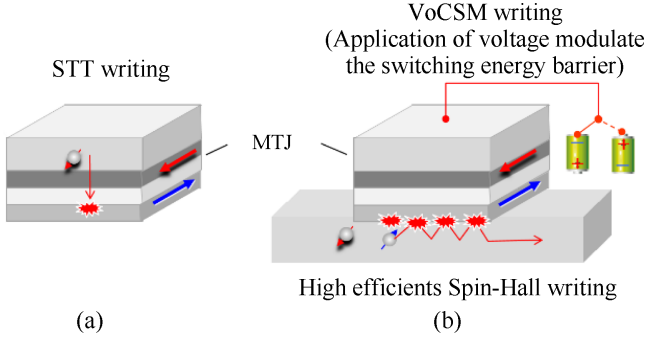 VoCSM writing
(Application of voltage modulate
the switching energy barrier)
STT writing
MTJ
High efficients Spin-Hall writing
(a)
(b)